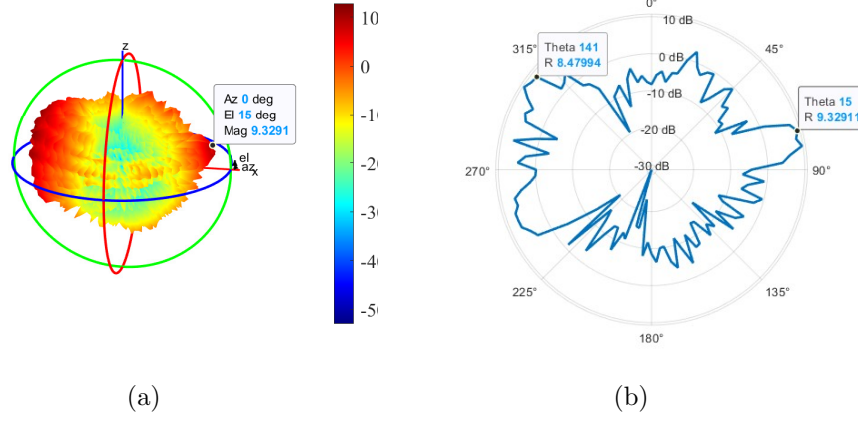 z
Az 0 deg
El 15 deg
Mag 9.3291
el
az
x
10
0
-10
-20
-30
-40
-50
(a)
0°
10 dB
0 dB
-10 dB
-20 dB
-30 dB
315°
Theta 141
R 8.47994
45°
Theta 15
R 9.32911
270°
90°
225°
135°
180°
(b)